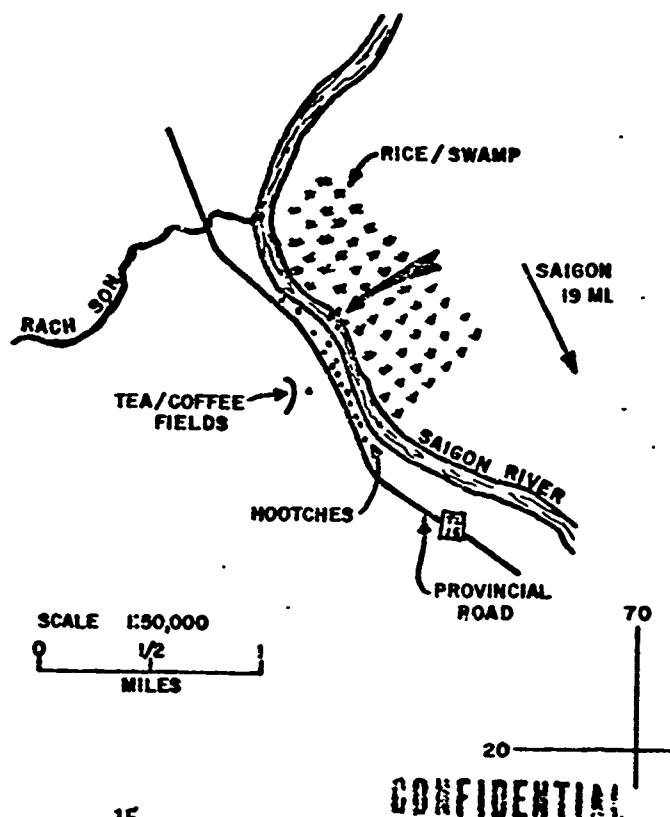 RICE/SWAMP
SAIGON
19 MI.
RACH SON
TEA/COFFEE
FIELDS
SAIGON RIVER
HOOTCHES
PROVINCIAL
ROAD
SCALE 1:50,000
0 1/2 1
MILES
70
20
CONFIDENTIAL
15